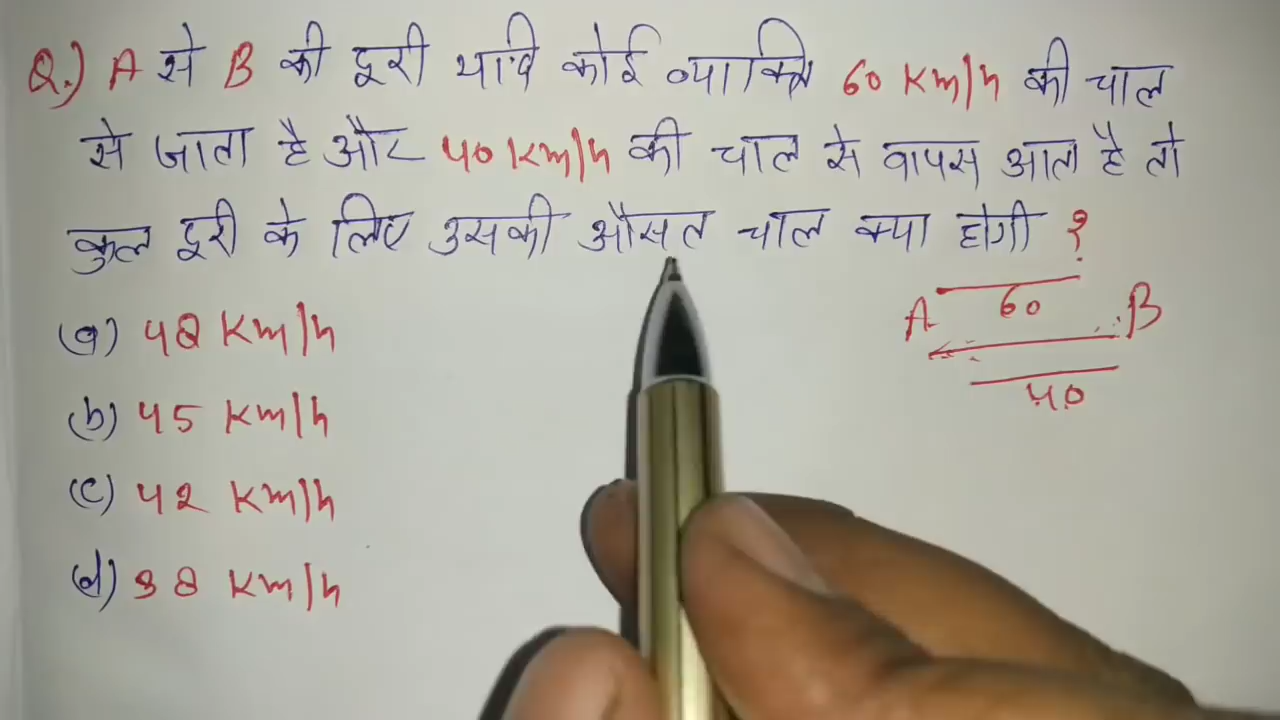 Q.) A से B की दूरी यदि कोई व्यक्ति 60 Km/h की चाल
से जाता है और 40 Km/h की चाल से वापस आता है तो
कुल दूरी के लिए उसकी औसत चाल क्या होगी ?
(a) 48 Km/h
(b) 45 Km/h
(c) 42 Km/h
(d) 38 Km/h
A 60 B
40